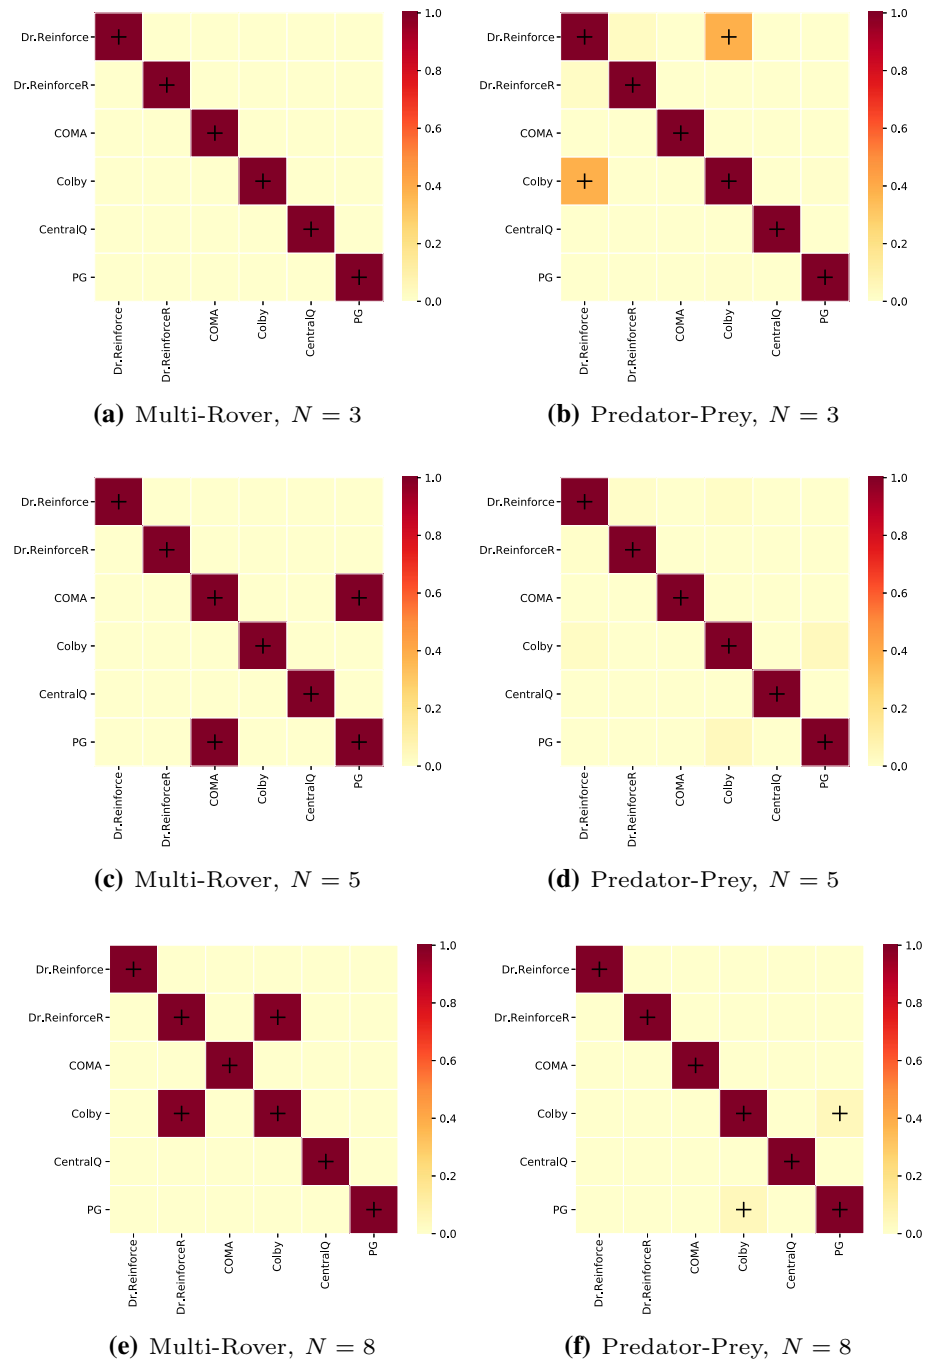 Dr.Reinforce
Dr.ReinforceR
COMA
Colby
CentralQ
PG
Dr.Reinforce
Dr.ReinforceR
COMA
Colby
CentralQ
PG
1.0
0.8
0.6
0.4
0.2
0.0
(a) Multi-Rover, N = 3
Dr.Reinforce
Dr.ReinforceR
COMA
Colby
CentralQ
PG
Dr.Reinforce
Dr.ReinforceR
COMA
Colby
CentralQ
PG
1.0
0.8
0.6
0.4
0.2
0.0
(b) Predator-Prey, N = 3
Dr.Reinforce
Dr.ReinforceR
COMA
Colby
CentralQ
PG
Dr.Reinforce
Dr.ReinforceR
COMA
Colby
CentralQ
PG
1.0
0.8
0.6
0.4
0.2
0.0
(c) Multi-Rover, N = 5
Dr.Reinforce
Dr.ReinforceR
COMA
Colby
CentralQ
PG
Dr.Reinforce
Dr.ReinforceR
COMA
Colby
CentralQ
PG
1.0
0.8
0.6
0.4
0.2
0.0
(d) Predator-Prey, N = 5
Dr.Reinforce
Dr.ReinforceR
COMA
Colby
CentralQ
PG
Dr.Reinforce
Dr.ReinforceR
COMA
Colby
CentralQ
PG
1.0
0.8
0.6
0.4
0.2
0.0
(e) Multi-Rover, N = 8
Dr.Reinforce
Dr.ReinforceR
COMA
Colby
CentralQ
PG
Dr.Reinforce
Dr.ReinforceR
COMA
Colby
CentralQ
PG
1.0
0.8
0.6
0.4
0.2
0.0
(f) Predator-Prey, N = 8